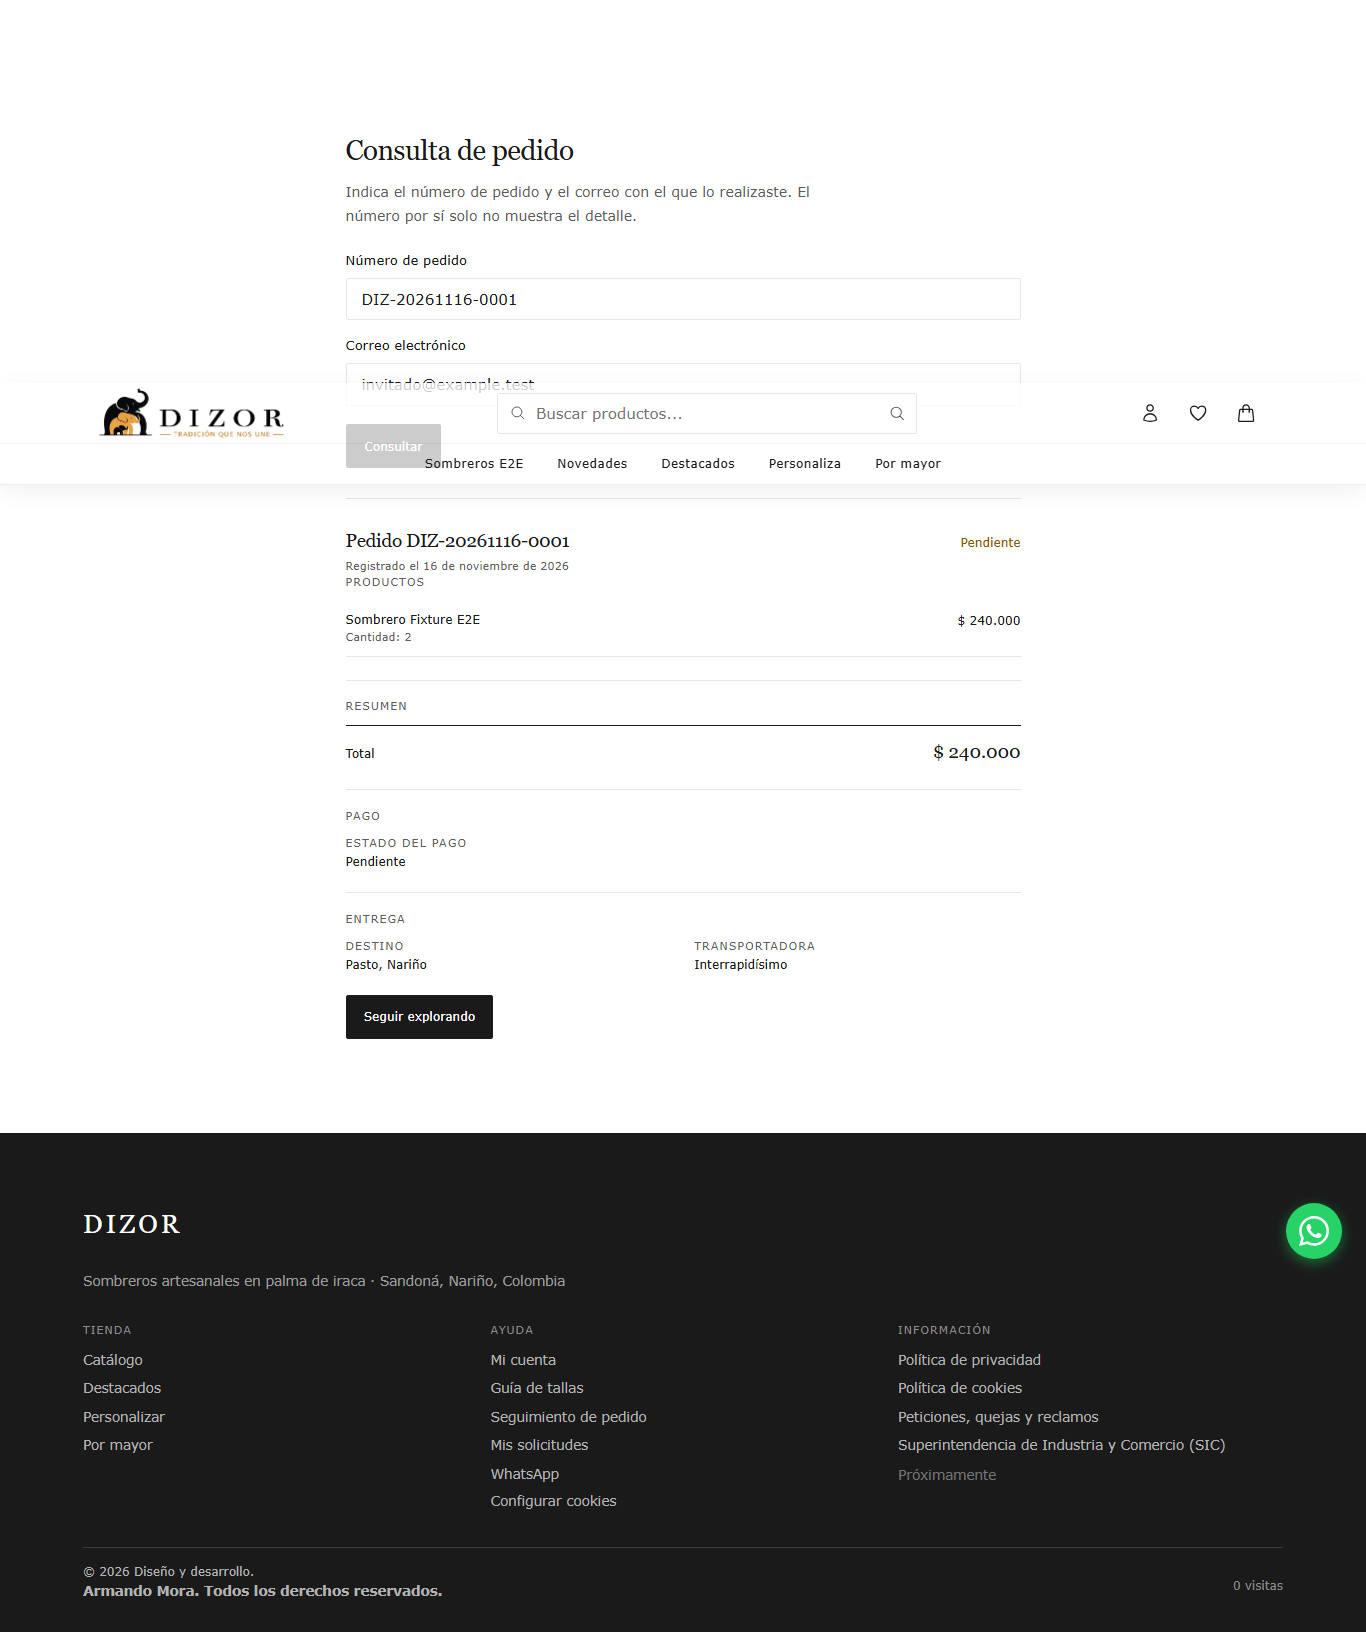 Consulta de pedido
Indica el número de pedido y el correo con el que lo realizaste. El
número por sí solo no muestra el detalle.
Número de pedido
DIZ-20261116-0001
Correo electrónico
invitado@example.test
DIZOR
TRADICIÓN QUE NOS UNE
Buscar productos...
Consultar
Sombreros E2E
Novedades
Destacados
Personaliza
Por mayor
Pedido DIZ-20261116-0001
Pendiente
Registrado el 16 de noviembre de 2026
PRODUCTOS
Sombrero Fixture E2E
$ 240.000
Cantidad: 2
RESUMEN
Total
$ 240.000
PAGO
ESTADO DEL PAGO
Pendiente
ENTREGA
DESTINO
Pasto, Nariño
TRANSPORTADORA
Interrapidísimo
Seguir explorando
DIZOR
Sombreros artesanales en palma de iraca · Sandoná, Nariño, Colombia
TIENDA
Catálogo
Destacados
Personalizar
Por mayor
AYUDA
Mi cuenta
Guía de tallas
Seguimiento de pedido
Mis solicitudes
WhatsApp
Configurar cookies
INFORMACIÓN
Política de privacidad
Política de cookies
Peticiones, quejas y reclamos
Superintendencia de Industria y Comercio (SIC)
Próximamente
© 2026 Diseño y desarrollo.
Armando Mora. Todos los derechos reservados.
0 visitas